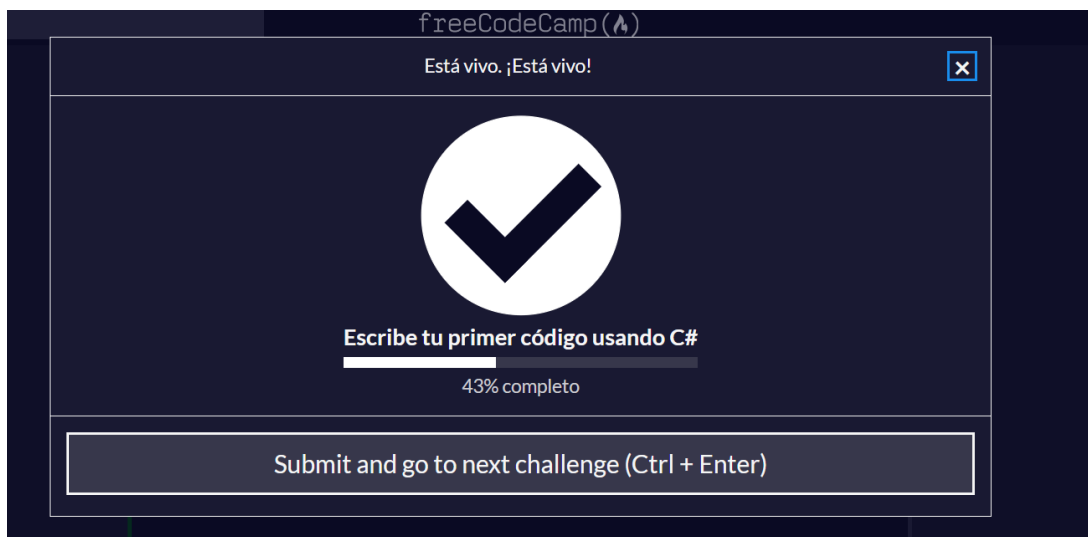 freeCodeCamp
Está vivo. ¡Está vivo!
Escribe tu primer código usando C#
43% completo
Submit and go to next challenge (Ctrl + Enter)